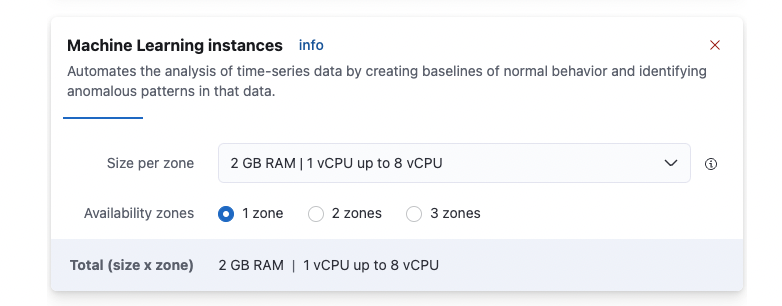 Machine Learning instances info
Automates the analysis of time-series data by creating baselines of normal behavior and identifying
anomalous patterns in that data.
Size per zone 2 GB RAM | 1 vCPU up to 8 vCPU
Availability zones 1 zone 2 zones 3 zones
Total (size x zone) 2 GB RAM | 1 vCPU up to 8 vCPU